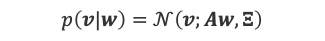 p(v|w) = 𝒩(v; Aw, Ξ)